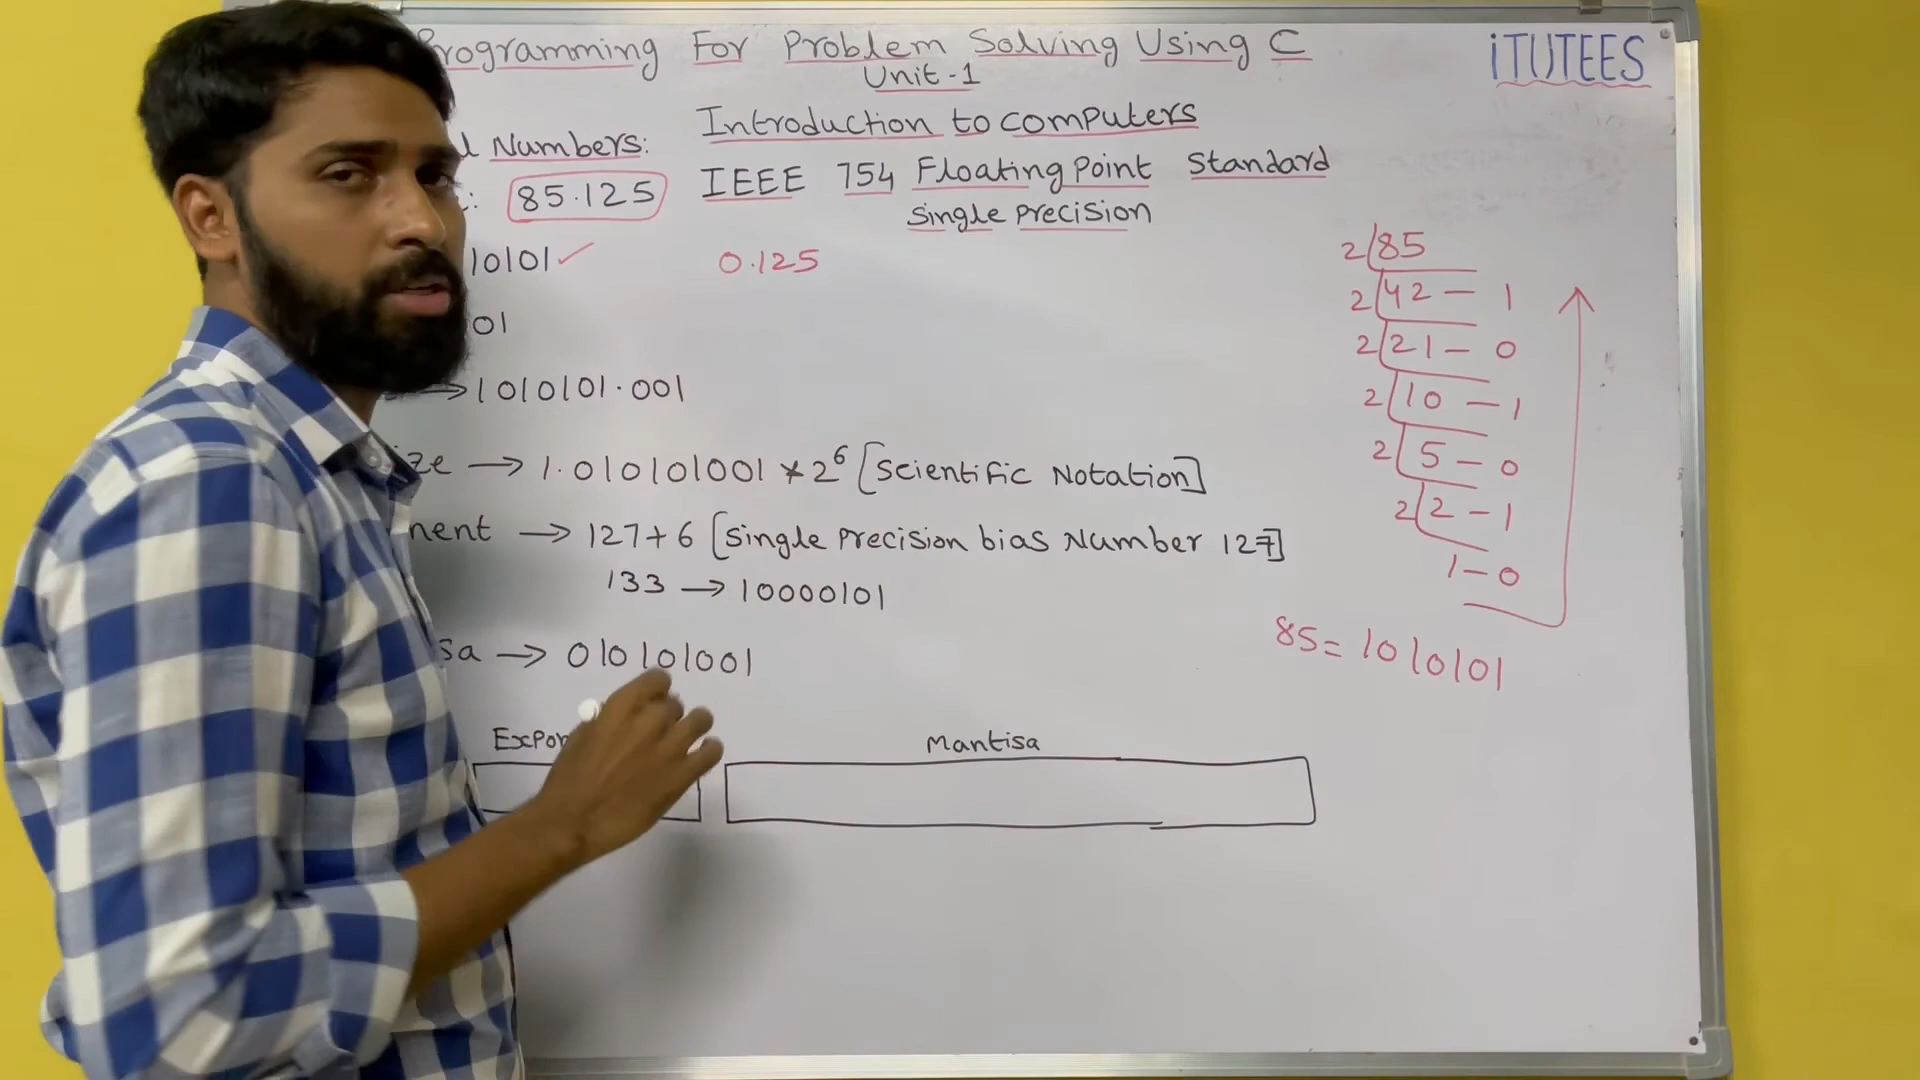 Programming For Problem Solving Using C
iTUTEES
Unit-1
Introduction to computers
Numbers:
IEEE 754 Floating Point Standard
: 85.125
Single Precision
10101 ✓
0.125
01
→ 1010101.001
ze → 1.010101001 * 2^6 [Scientific Notation]
nent → 127+6 [Single Precision bias Number 127]
133 → 10000101
sa → 010101001
Mantisa
2 85
2 42 - 1
2 21 - 0
2 10 - 1
2 5 - 0
2 2 - 1
1 - 0
85 = 1010101